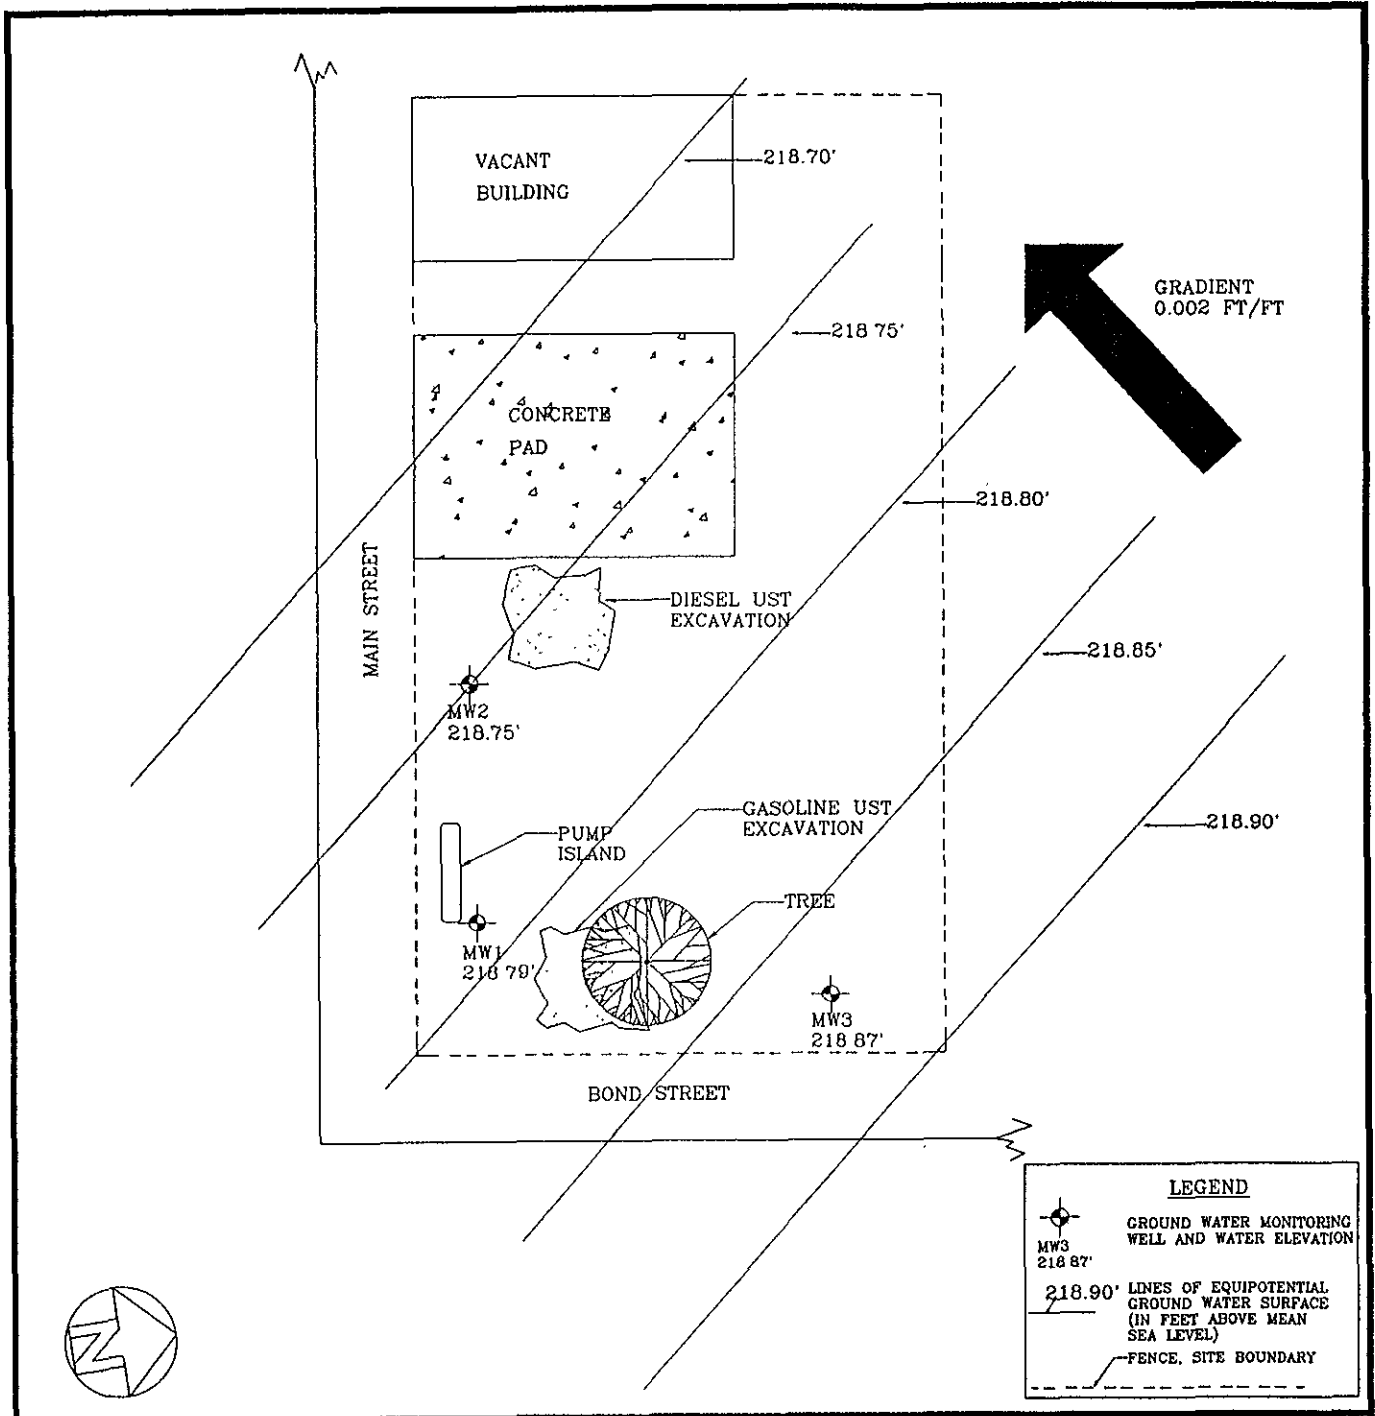 VACANT
BUILDING
218.70'
GRADIENT
0.002 FT/FT
218 75'
CONCRETE
PAD
218.80'
MAIN STREET
DIESEL UST
EXCAVATION
218.85'
MW2
218.75'
GASOLINE UST
EXCAVATION
218.90'
PUMP
ISLAND
TREE
MW1
218 79'
MW3
218 87'
BOND STREET
LEGEND
GROUND WATER MONITORING
WELL AND WATER ELEVATION
MW3
218 87'
218.90'
LINES OF EQUIPOTENTIAL
GROUND WATER SURFACE
(IN FEET ABOVE MEAN
SEA LEVEL)
FENCE, SITE BOUNDARY
N